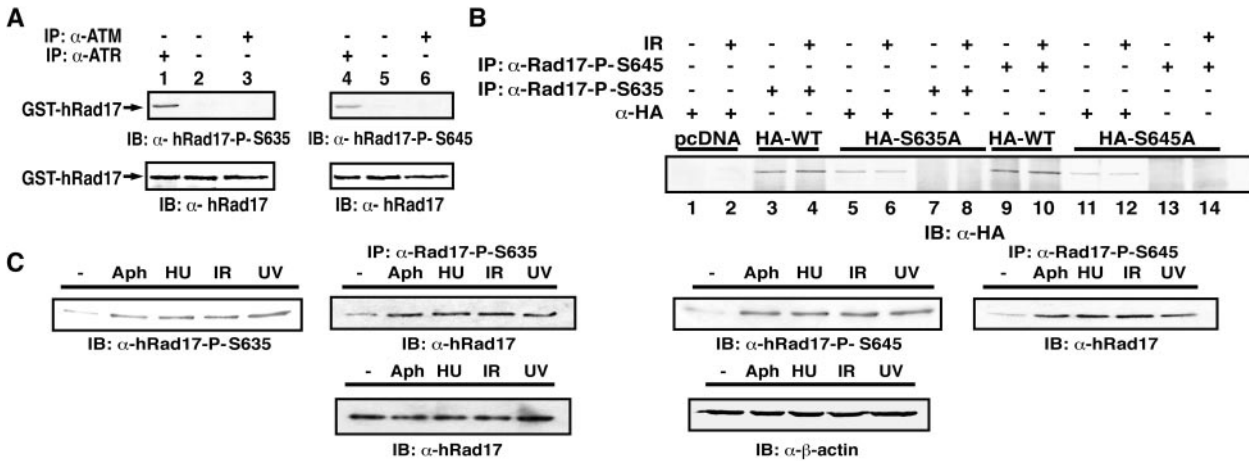 A
IP: α-ATM - - + - - +
IP: α-ATR + - - + - -
1 2 3 4 5 6
GST-hRad17
IB: α- hRad17-P-S635 IB: α- hRad17-P-S645
GST-hRad17
IB: α- hRad17 IB: α- hRad17
B
IR - + - + - + - + - + - + - +
IP: α-Rad17-P-S645 - - - - - - - - + + - - + +
IP: α-Rad17-P-S635 - - + + - - + + - - - - - -
α-HA + + - - + + - - - - + + - -
pcDNA HA-WT HA-S635A HA-WT HA-S645A
1 2 3 4 5 6 7 8 9 10 11 12 13 14
IB: α-HA
C
- Aph HU IR UV
IB: α-hRad17-P-S635
IP: α-Rad17-P-S635
- Aph HU IR UV
IB: α-hRad17
- Aph HU IR UV
IB: α-hRad17
- Aph HU IR UV
IB: α-hRad17-P- S645
IP: α-Rad17-P-S645
- Aph HU IR UV
IB: α-hRad17
- Aph HU IR UV
IB: α-β-actin